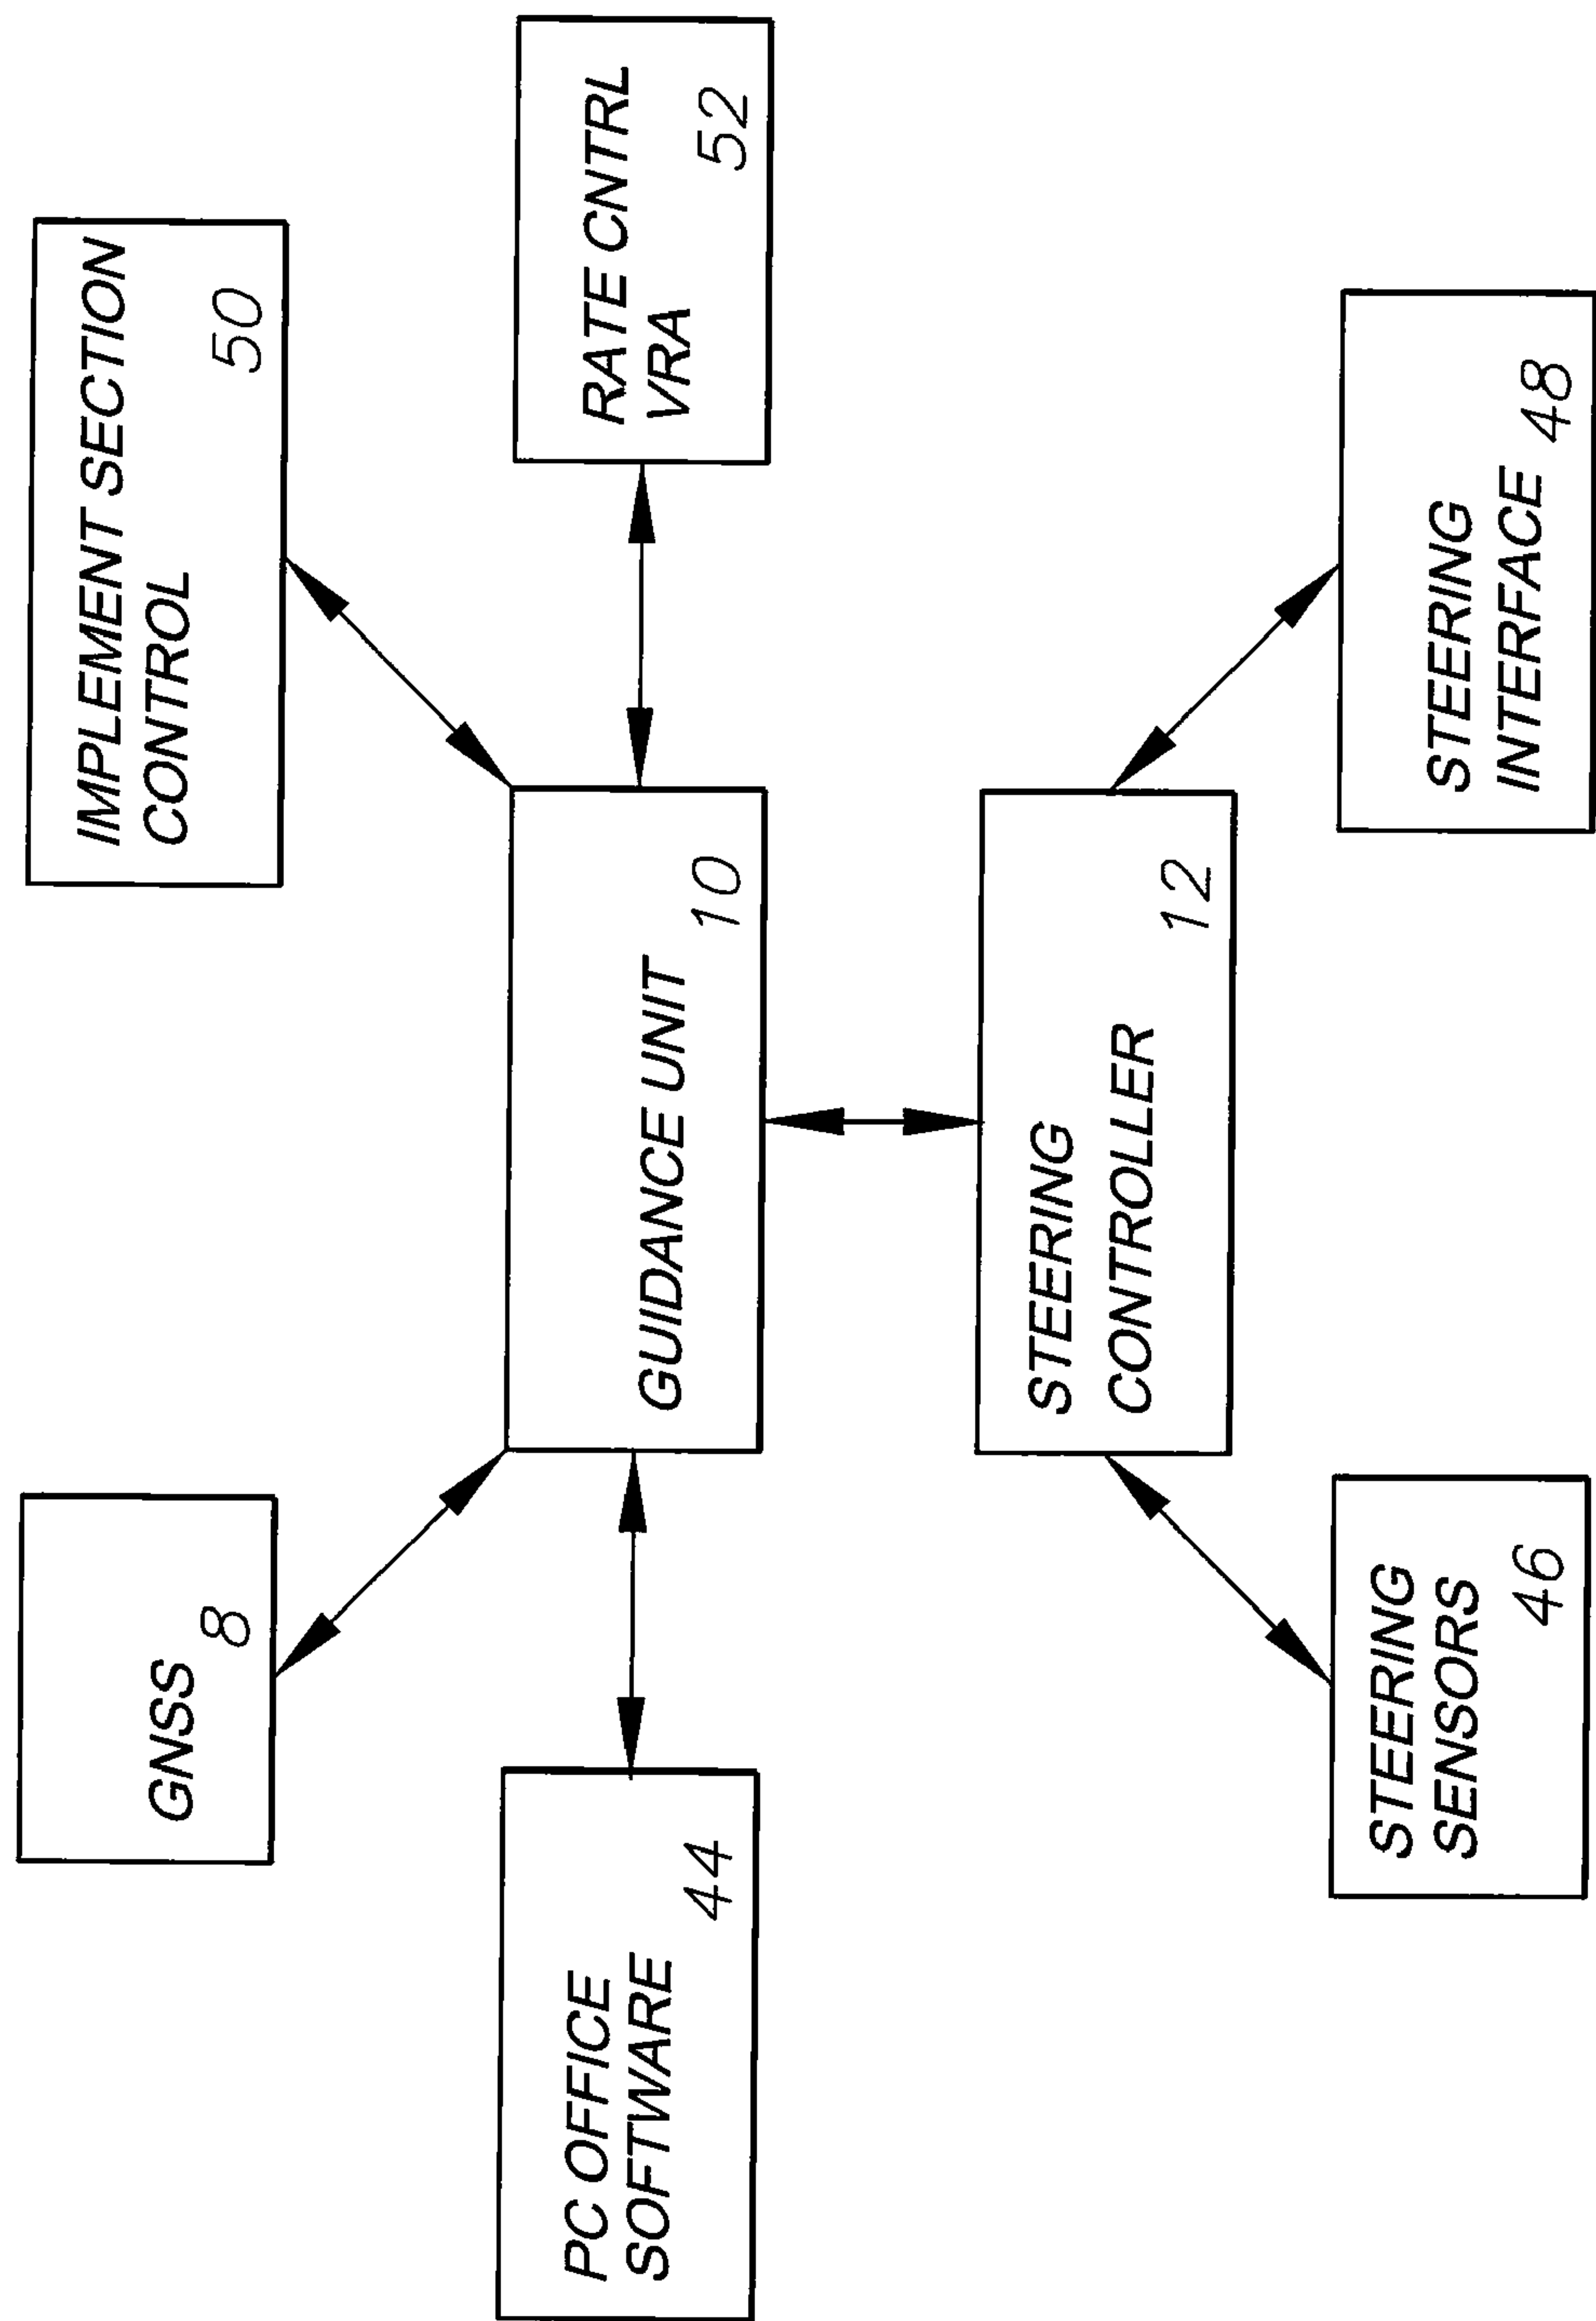 GNSS
8
IMPLEMENT SECTION
CONTROL
50
PC OFFICE
SOFTWARE
44
GUIDANCE UNIT
10
RATE CNTRL
VRA
52
STEERING
CONTROLLER
12
STEERING
SENSORS
46
STEERING
INTERFACE 48